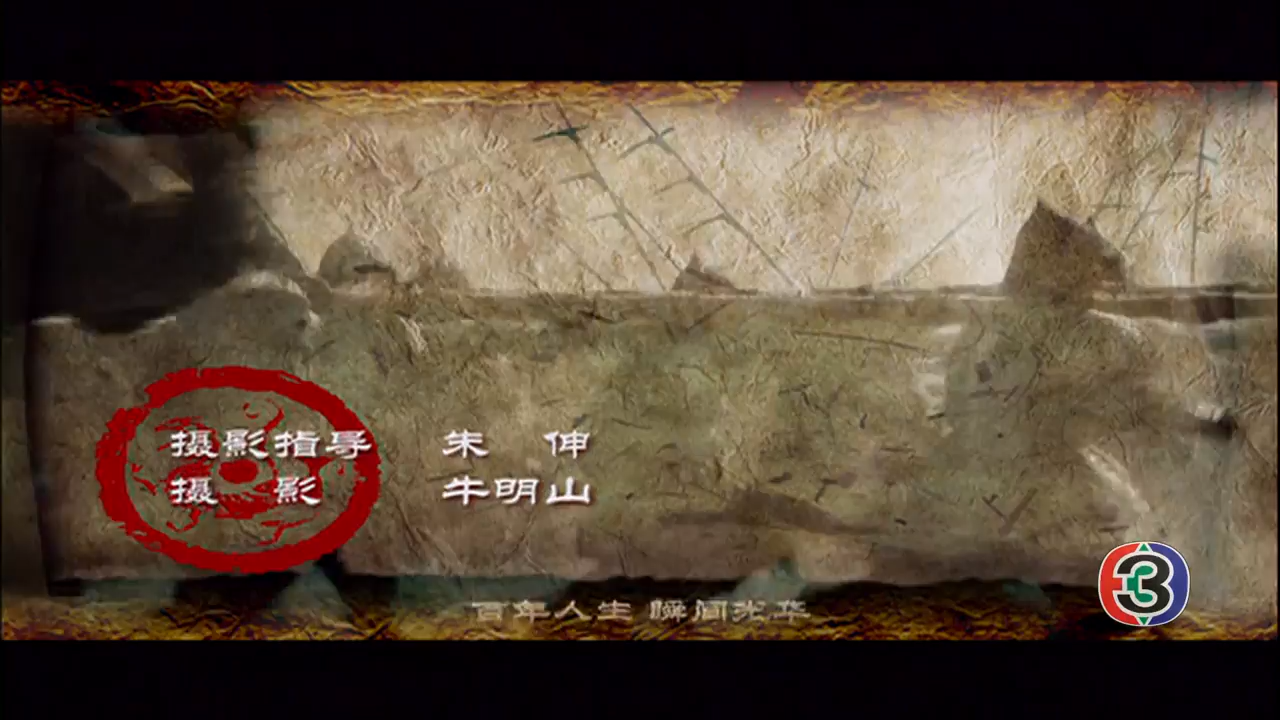 摄影指导 朱 伸
摄 影 牛明山
百年人生 瞬间光华
3